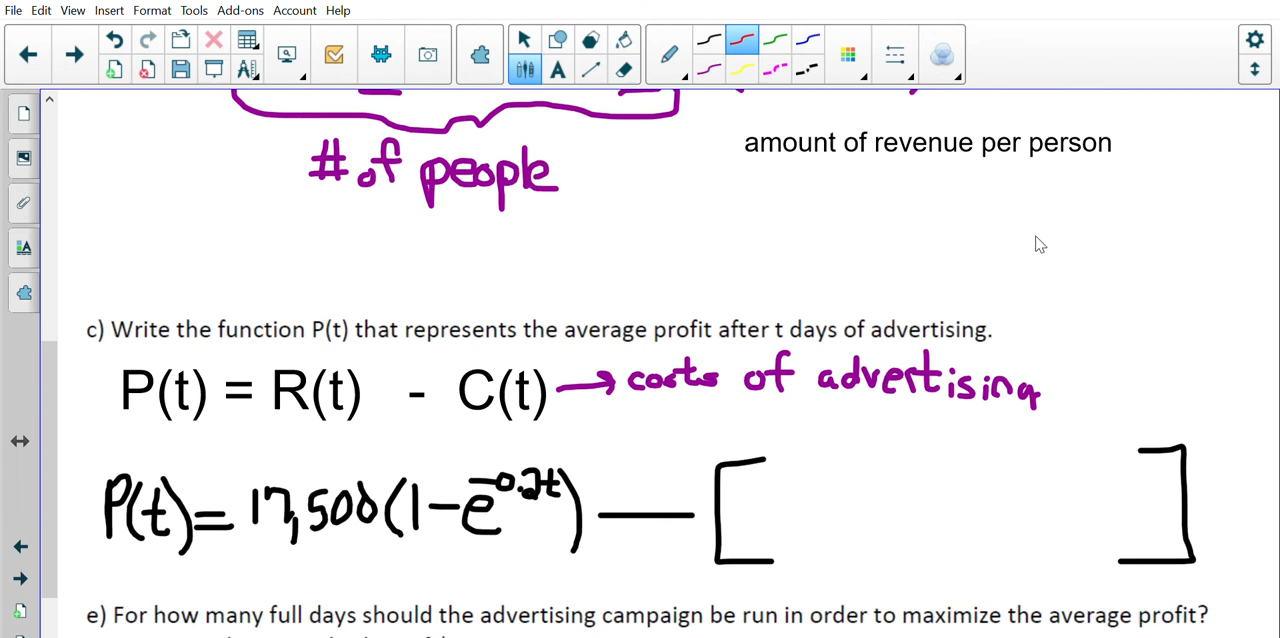 File Edit View Insert Format Tools Add-ons Account Help
# of people
amount of revenue per person
c) Write the function P(t) that represents the average profit after t days of advertising.
P(t) = R(t) - C(t) → costs of advertising
P(t) = 17,500(1 - e^-0.2t) - [ ]
e) For how many full days should the advertising campaign be run in order to maximize the average profit?